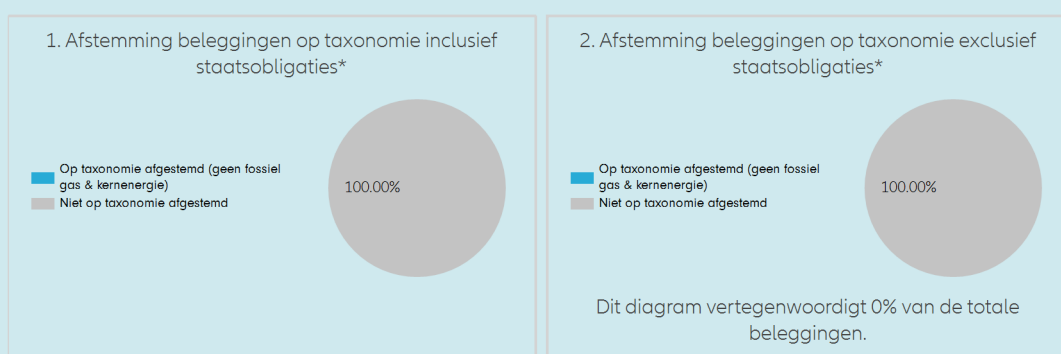 1. Afstemming beleggingen op taxonomie inclusief
staatsobligaties*
Op taxonomie afgestemd (geen fossiel
gas & kernenergie)
Niet op taxonomie afgestemd
100.00%
2. Afstemming beleggingen op taxonomie exclusief
staatsobligaties*
Op taxonomie afgestemd (geen fossiel
gas & kernenergie)
Niet op taxonomie afgestemd
100.00%
Dit diagram vertegenwoordigt 0% van de totale
beleggingen.